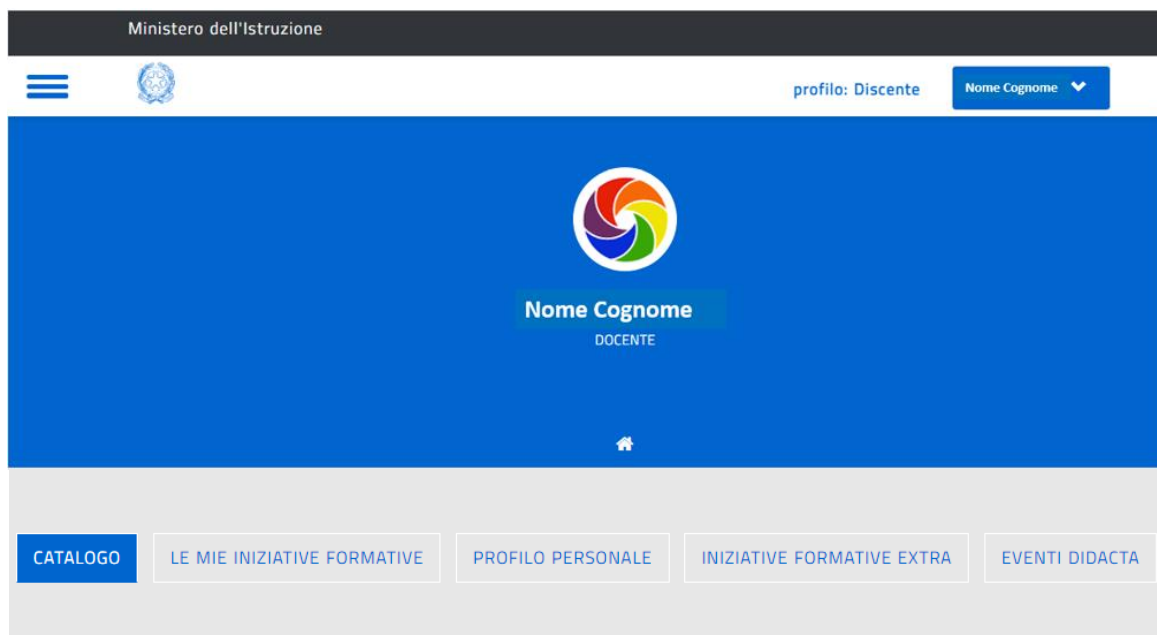 Ministero dell'Istruzione
profilo: Discente
Nome Cognome
Nome Cognome
DOCENTE
CATALOGO
LE MIE INIZIATIVE FORMATIVE
PROFILO PERSONALE
INIZIATIVE FORMATIVE EXTRA
EVENTI DIDACTA